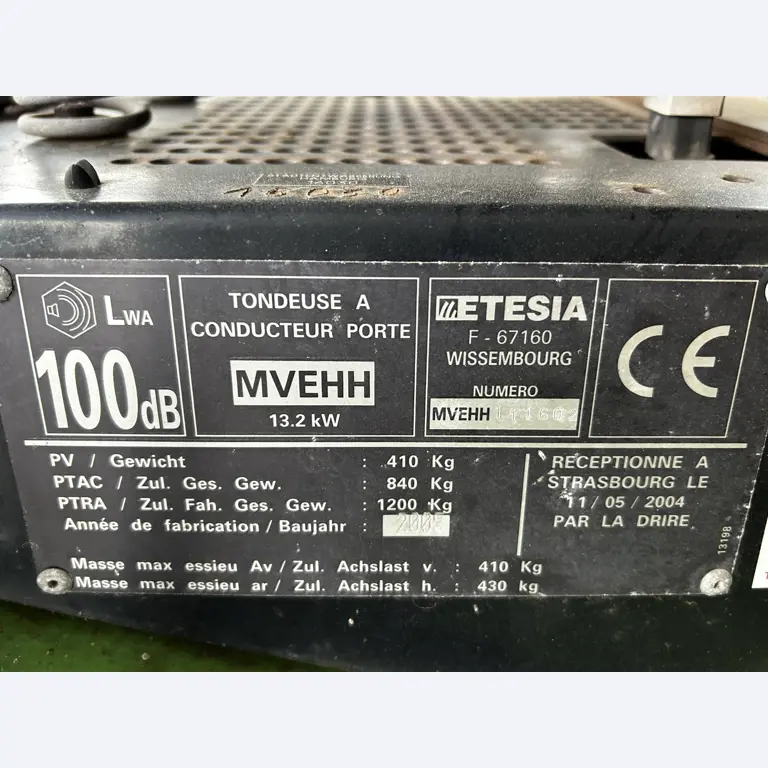 15050
LWA
100dB
TONDEUSE A
CONDUCTEUR PORTE
MVEHH
13.2 kW
ETESIA
F - 67160
WISSEMBOURG
NUMERO
MVEHH
CE
PV / Gewicht : 410 Kg
PTAC / Zul. Ges. Gew. : 840 Kg
PTRA / Zul. Fah. Ges. Gew. : 1200 Kg
Année de fabrication / Baujahr :
Masse max essieu Av / Zul. Achslast v. : 410 Kg
Masse max essieu ar / Zul. Achslast h. : 430 kg
RECEPTIONNE A
STRASBOURG LE
11 / 05 / 2004
PAR LA DRIRE
13198